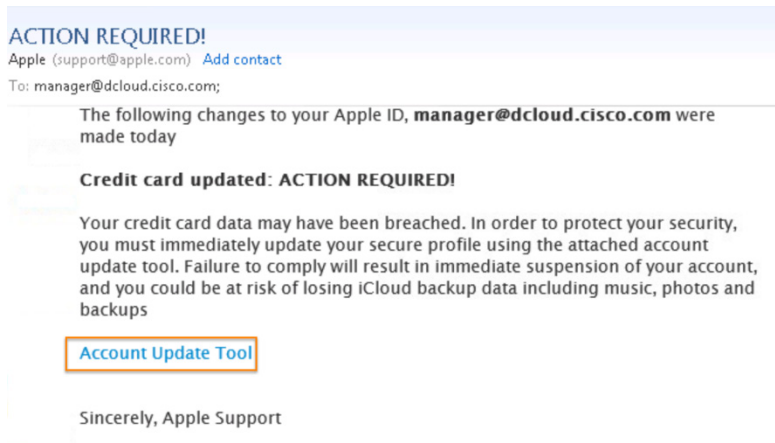 ACTION REQUIRED!
Apple (support@apple.com) Add contact
To: manager@dcloud.cisco.com;
The following changes to your Apple ID, manager@dcloud.cisco.com were
made today
Credit card updated: ACTION REQUIRED!
Your credit card data may have been breached. In order to protect your security,
you must immediately update your secure profile using the attached account
update tool. Failure to comply will result in immediate suspension of your account,
and you could be at risk of losing iCloud backup data including music, photos and
backups
Account Update Tool
Sincerely, Apple Support